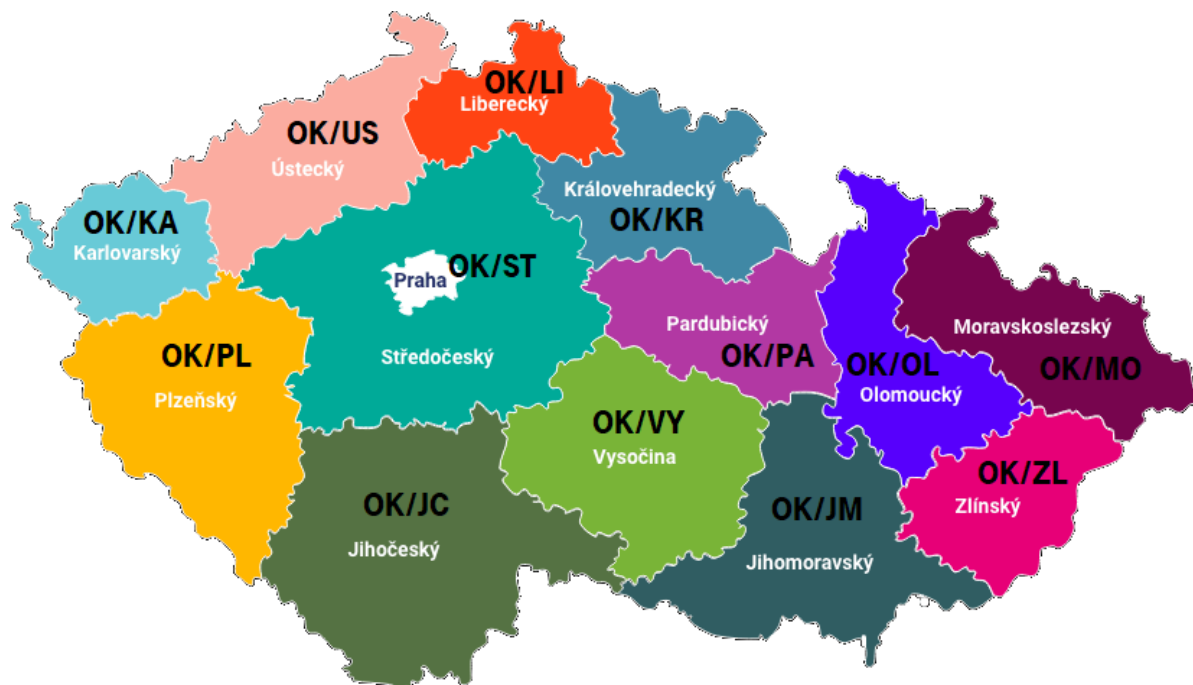 OK/LI
Liberecký
OK/US
Ústecký
Královehradecký
OK/KR
OK/KA
Karlovarský
Praha
OK/ST
Středočeský
Pardubický
OK/PA
Moravskoslezský
OK/MO
OK/PL
Plzeňský
OK/OL
Olomoucký
OK/VY
Vysočina
OK/ZL
Zlínský
OK/JC
Jihočeský
OK/JM
Jihomoravský